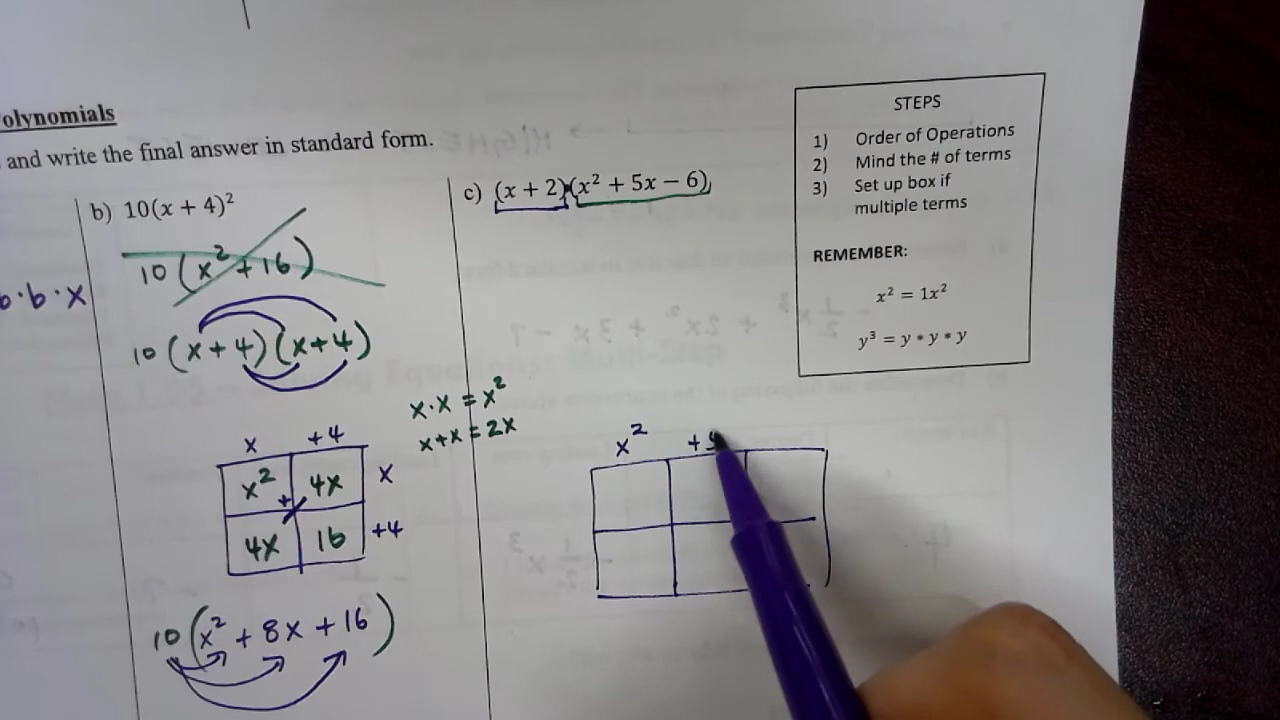 olynomials
and write the final answer in standard form.
b) 10(x + 4)²
10(x² + 16)
b·b·x
10(x+4)(x+4)
x +4
x² 4x x
+
4x 16 +4
10(x² + 8x + 16)
c) (x + 2)(x² + 5x − 6)
x·x = x²
x+x = 2x
x² +5
STEPS
1) Order of Operations
2) Mind the # of terms
3) Set up box if
multiple terms
REMEMBER:
x² = 1x²
y³ = y • y • y